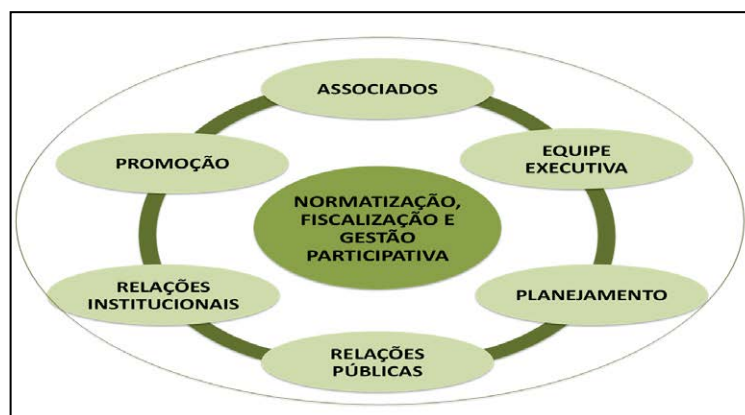 ASSOCIADOS
EQUIPE
EXECUTIVA
PROMOÇÃO
NORMATIZAÇÃO,
FISCALIZAÇÃO E
GESTÃO
PARTICIPATIVA
RELAÇÕES
INSTITUCIONAIS
PLANEJAMENTO
RELAÇÕES
PÚBLICAS